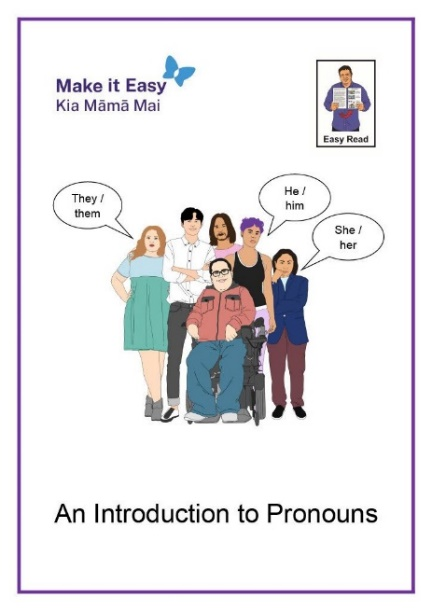 Make it Easy
Kia Māmā Mai
Easy Read
They /
them
He /
him
She /
her
An Introduction to Pronouns